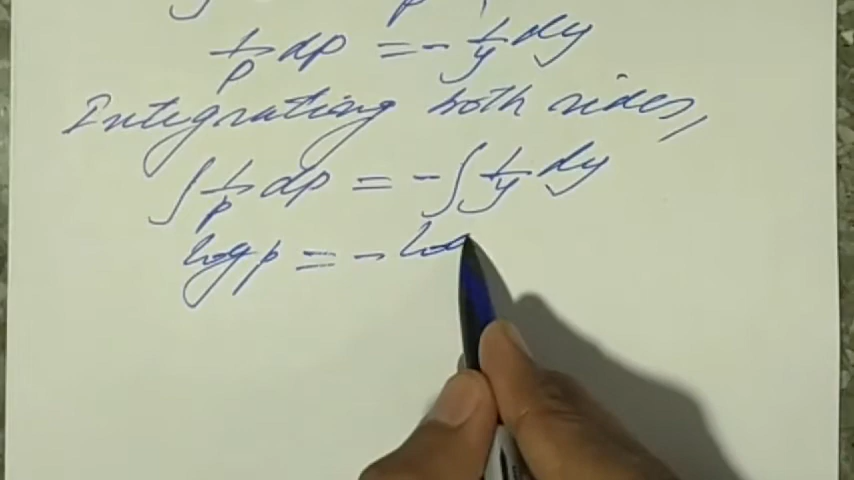 1/p dp = - 1/y dy
Integrating both sides,
∫ 1/p dp = - ∫ 1/y dy
log p = - lo